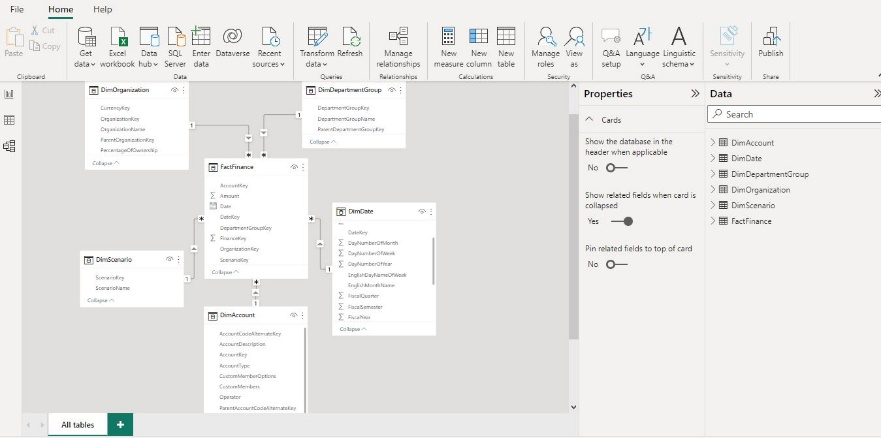 File Home Help
Paste
Cut
Copy
Clipboard
Get data
Excel workbook
Data hub
SQL Server
Enter data
Dataverse
Recent sources
Data
Transform data
Refresh
Queries
Manage relationships
Relationships
New measure
New column
New table
Calculations
Manage roles
View as
Security
Q&A setup
Language
Linguistic schema
Q&A
Sensitivity
Sensitivity
Publish
Share
DimOrganization
CurrencyKey
OrganizationKey
OrganizationName
ParentOrganizationKey
PercentageOfOwnership
Collapse
1
*
DimDepartmentGroup
DepartmentGroupKey
DepartmentGroupName
ParentDepartmentGroupKey
Collapse
1
*
FactFinance
AccountKey
Σ Amount
Date
DateKey
DepartmentGroupKey
Σ FinanceKey
OrganizationKey
ScenarioKey
Collapse
*
*
*
1
DimDate
DateKey
Σ DayNumberOfMonth
Σ DayNumberOfWeek
Σ DayNumberOfYear
EnglishDayNameOfWeek
EnglishMonthName
Σ FiscalQuarter
Σ FiscalSemester
Σ FiscalYear
Collapse
1
DimScenario
ScenarioKey
ScenarioName
Collapse
1
DimAccount
AccountCodeAlternateKey
AccountDescription
AccountKey
AccountType
CustomMemberOptions
CustomMembers
Operator
ParentAccountCodeAlternateKey
Properties
Cards
Show the database in the
header when applicable
No
Show related fields when card is
collapsed
Yes
Pin related fields to top of card
No
Data
Search
DimAccount
DimDate
DimDepartmentGroup
DimOrganization
DimScenario
FactFinance
All tables
+